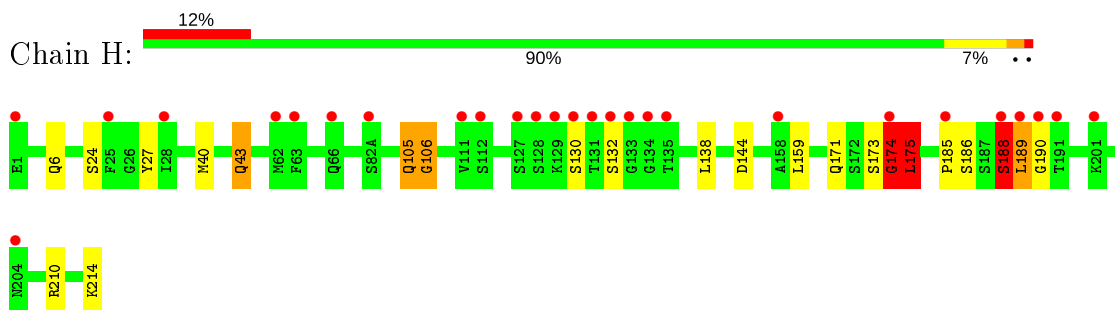 12%
Chain H:
90% 7% • •
E1 Q6 S24 F25 G26 Y27 I28 M40 Q43 M62 F63 Q66 S82A Q105 G106 V111 S112 S127 S128 K129 S130 T131 S132 G133 G134 T135 L138 D144 A158 L159 Q171 S172 S173 G174 L175 P185 S186 S187 S188 L189 G190 T191 K201
N204 R210 K214